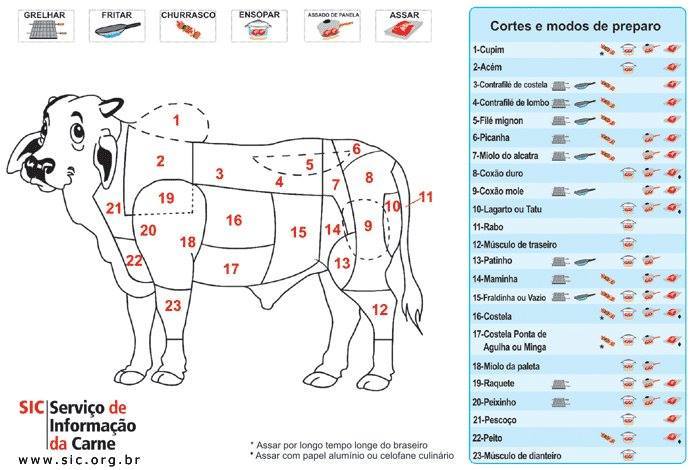 GRELHAR FRITAR CHURRASCO ENSOPAR ASSADO DE PANELA ASSAR
1
2
3
4
5
6
7
8
9
10
11
12
13
14
15
16
17
18
19
20
21
22
23
SIC Serviço de
Informação
da Carne
www.sic.org.br
* Assar por longo tempo longe do braseiro
♦ Assar com papel alumínio ou celofane culinário
Cortes e modos de preparo
1-Cupim
2-Acém
3-Contrafilé de costela
4-Contrafilé de lombo
5-Filé mignon
6-Picanha
7-Miolo do alcatra
8-Coxão duro
9-Coxão mole
10-Lagarto ou Tatu
11-Rabo
12-Músculo de traseiro
13-Patinho
14-Maminha
15-Fraldinha ou Vazio
16-Costela
17-Costela Ponta de
Agulha ou Minga
18-Miolo da paleta
19-Raquete
20-Peixinho
21-Pescoço
22-Peito
23-Músculo de dianteiro